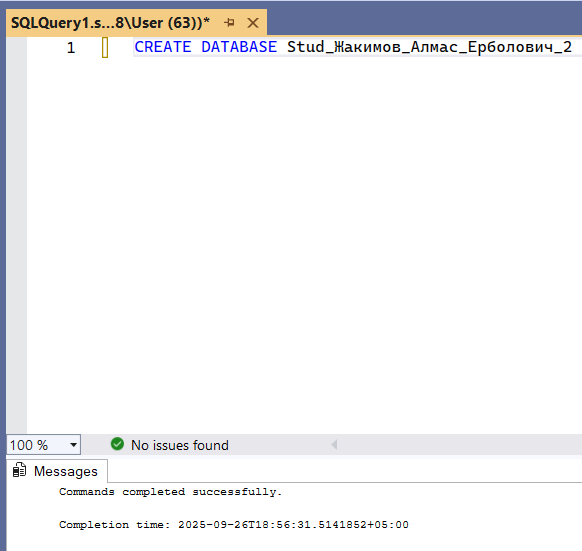 SQLQuery1.s...8\User (63))*
1 CREATE DATABASE Stud_Жакимов_Алмас_Ерболович_2
100 %
No issues found
Messages
Commands completed successfully.
Completion time: 2025-09-26T18:56:31.5141852+05:00